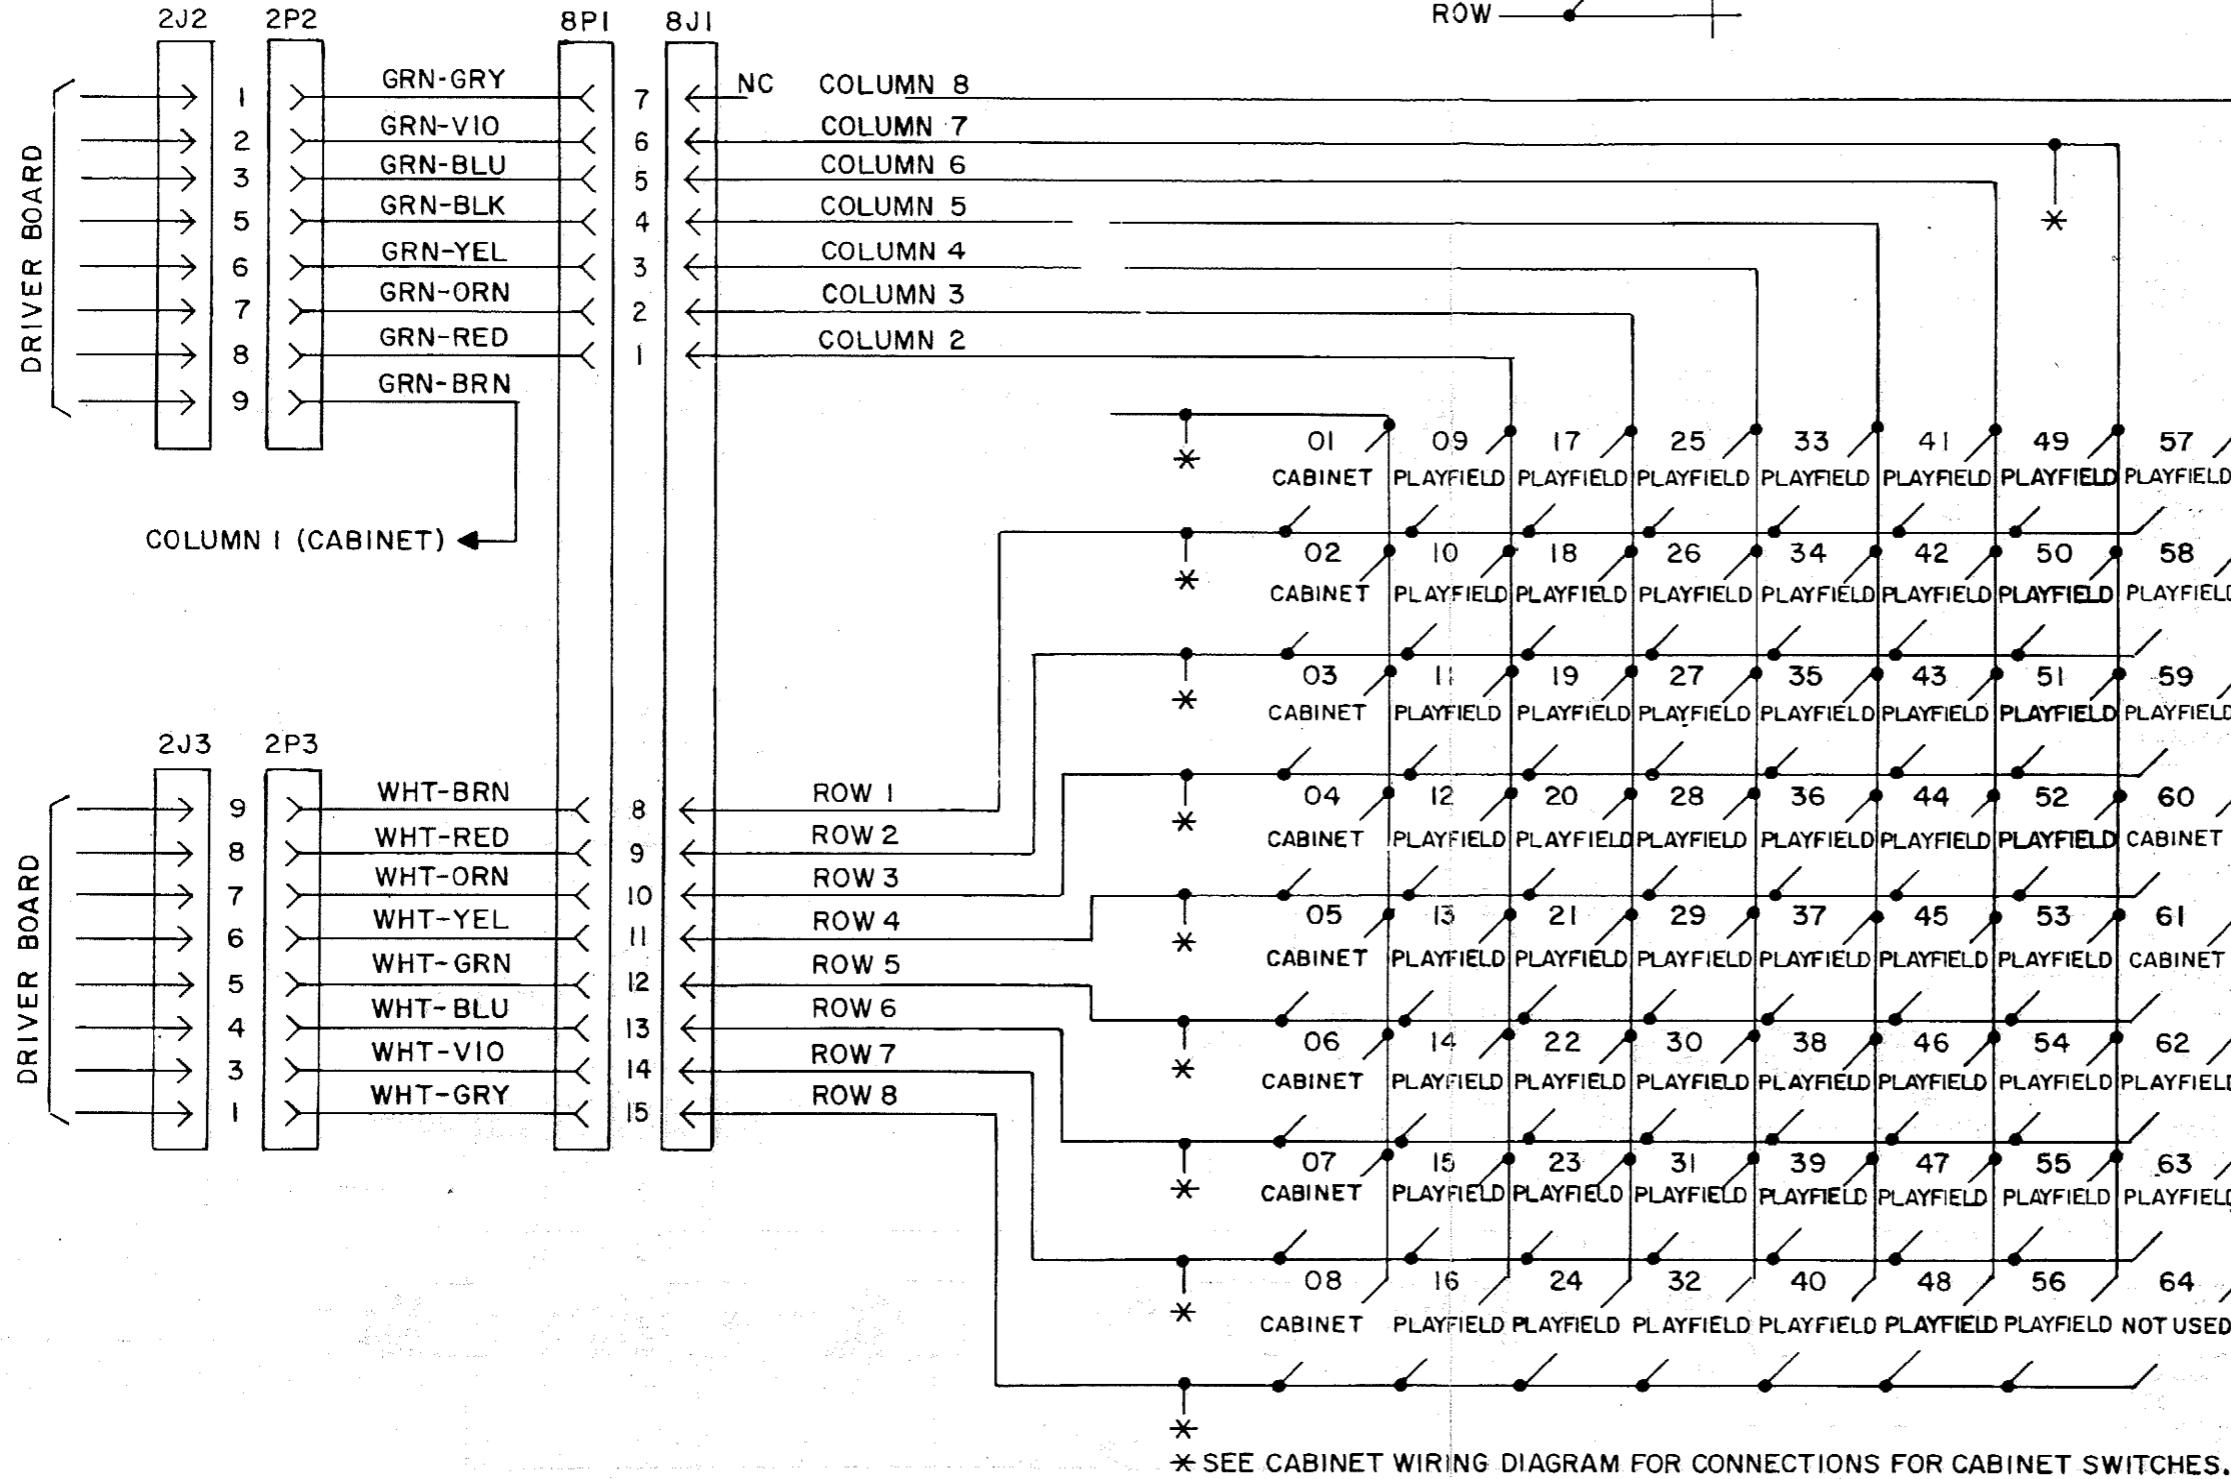 ROW
2J2 2P2 8P1 8J1
DRIVER BOARD
1 GRN-GRY 7 NC COLUMN 8
2 GRN-VIO 6 COLUMN 7
3 GRN-BLU 5 COLUMN 6
5 GRN-BLK 4 COLUMN 5
6 GRN-YEL 3 COLUMN 4
7 GRN-ORN 2 COLUMN 3
8 GRN-RED 1 COLUMN 2
9 GRN-BRN
COLUMN 1 (CABINET)
*
*
01 09 17 25 33 41 49 57
CABINET PLAYFIELD PLAYFIELD PLAYFIELD PLAYFIELD PLAYFIELD PLAYFIELD PLAYFIELD
*
02 10 18 26 34 42 50 58
CABINET PLAYFIELD PLAYFIELD PLAYFIELD PLAYFIELD PLAYFIELD PLAYFIELD PLAYFIELD
*
03 11 19 27 35 43 51 59
CABINET PLAYFIELD PLAYFIELD PLAYFIELD PLAYFIELD PLAYFIELD PLAYFIELD PLAYFIELD
*
04 12 20 28 36 44 52 60
CABINET PLAYFIELD PLAYFIELD PLAYFIELD PLAYFIELD PLAYFIELD PLAYFIELD CABINET
*
05 13 21 29 37 45 53 61
CABINET PLAYFIELD PLAYFIELD PLAYFIELD PLAYFIELD PLAYFIELD PLAYFIELD CABINET
*
06 14 22 30 38 46 54 62
CABINET PLAYFIELD PLAYFIELD PLAYFIELD PLAYFIELD PLAYFIELD PLAYFIELD PLAYFIELD
*
07 15 23 31 39 47 55 63
CABINET PLAYFIELD PLAYFIELD PLAYFIELD PLAYFIELD PLAYFIELD PLAYFIELD PLAYFIELD
*
08 16 24 32 40 48 56 64
CABINET PLAYFIELD PLAYFIELD PLAYFIELD PLAYFIELD PLAYFIELD PLAYFIELD NOT USED
*
2J3 2P3
DRIVER BOARD
9 WHT-BRN 8 ROW 1
8 WHT-RED 9 ROW 2
7 WHT-ORN 10 ROW 3
6 WHT-YEL 11 ROW 4
5 WHT-GRN 12 ROW 5
4 WHT-BLU 13 ROW 6
3 WHT-VIO 14 ROW 7
1 WHT-GRY 15 ROW 8
* SEE CABINET WIRING DIAGRAM FOR CONNECTIONS FOR CABINET SWITCHES.